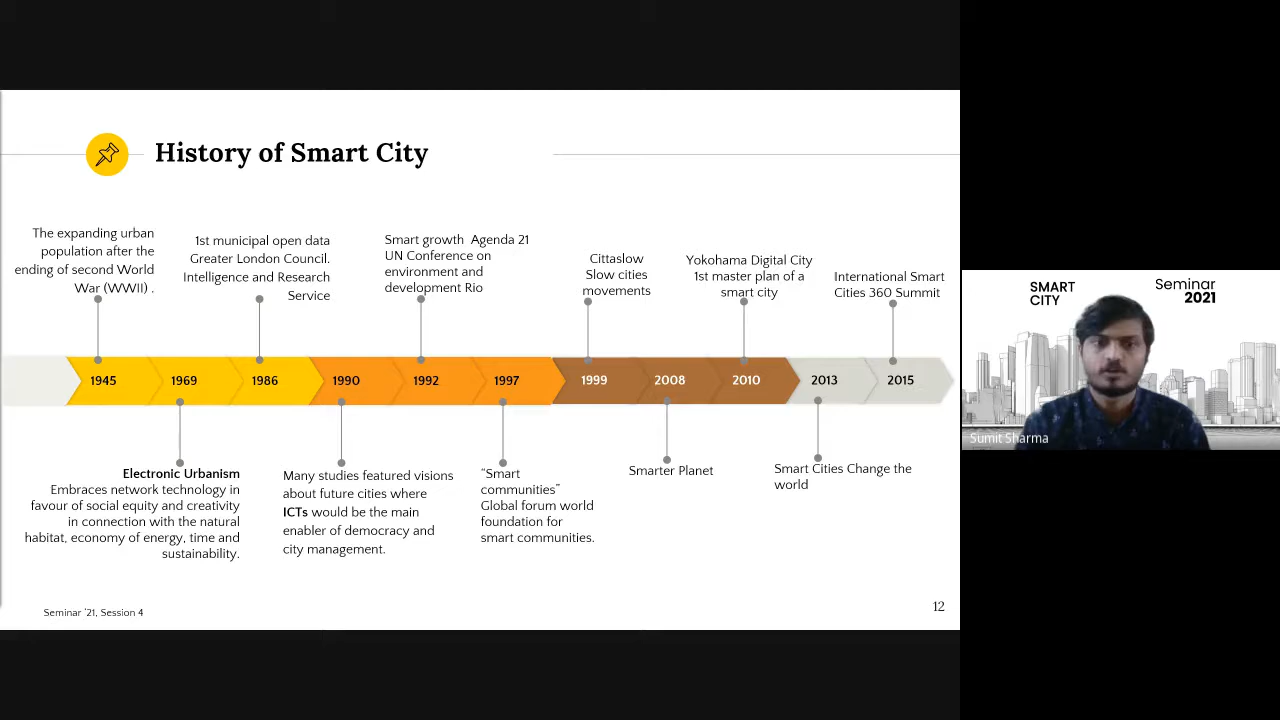 History of Smart City
The expanding urban
population after the
ending of second World
War (WWII) .
1st municipal open data
Greater London Council.
Intelligence and Research
Service
Smart growth  Agenda 21
UN Conference on
environment and
development Rio
Cittaslow
Slow cities
movements
Yokohama Digital City
1st master plan of a
smart city
International Smart
Cities 360 Summit
1945
1969
1986
1990
1992
1997
1999
2008
2010
2013
2015
Electronic Urbanism
Embraces network technology in
favour of social equity and creativity
in connection with the natural
habitat, economy of energy, time and
sustainability.
Many studies featured visions
about future cities where
ICTs would be the main
enabler of democracy and
city management.
“Smart
communities”
Global forum world
foundation for
smart communities.
Smarter Planet
Smart Cities Change the
world
Seminar '21, Session 4
12
SMART
CITY
Seminar
2021
Sumit Sharma